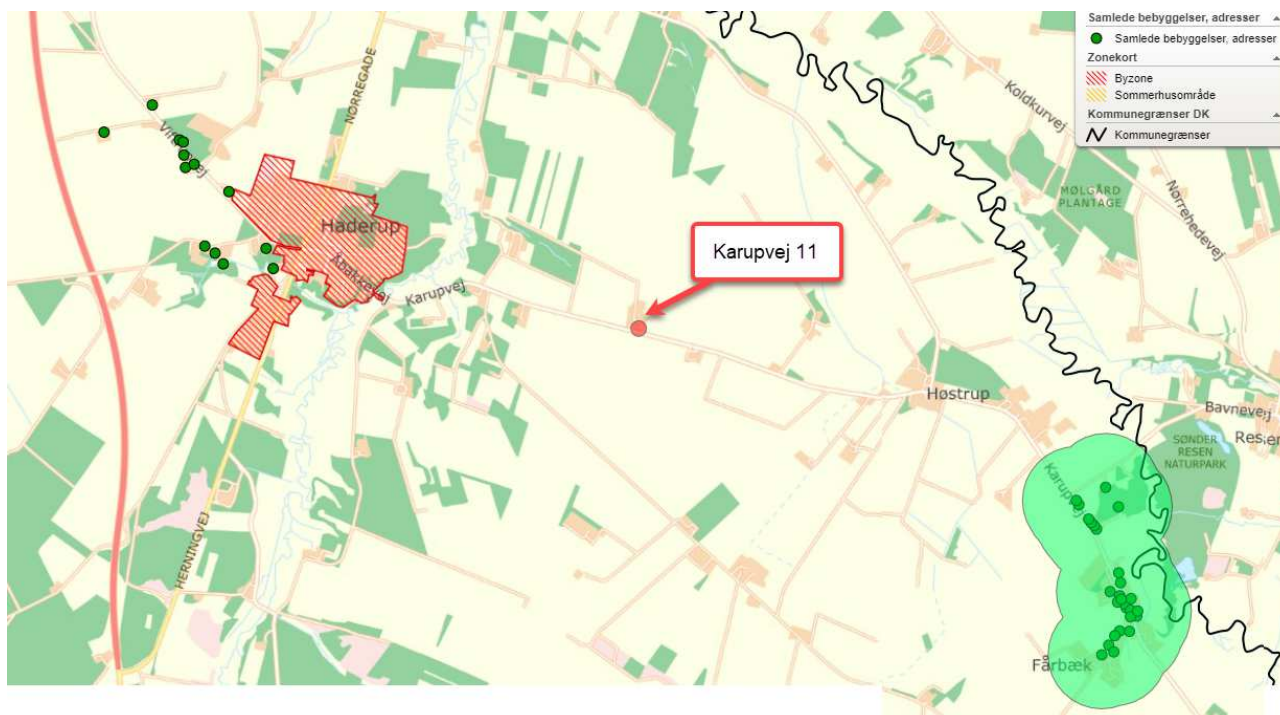 Samlede bebyggelser, adresser
Samlede bebyggelser, adresser
Zonekort
Byzone
Sommerhusområde
Kommunegrænser DK
Kommunegrænser
NØRREGADE
Koldkurvej
MØLGÅRD
PLANTAGE
Nørrehedevej
Haderup
Åbakkevej
Karupvej
Karupvej 11
Høstrup
Bavnevej
SØNDER
RESEN
NATURPARK
Karupvej
HERNINGVEJ
Fårbæk